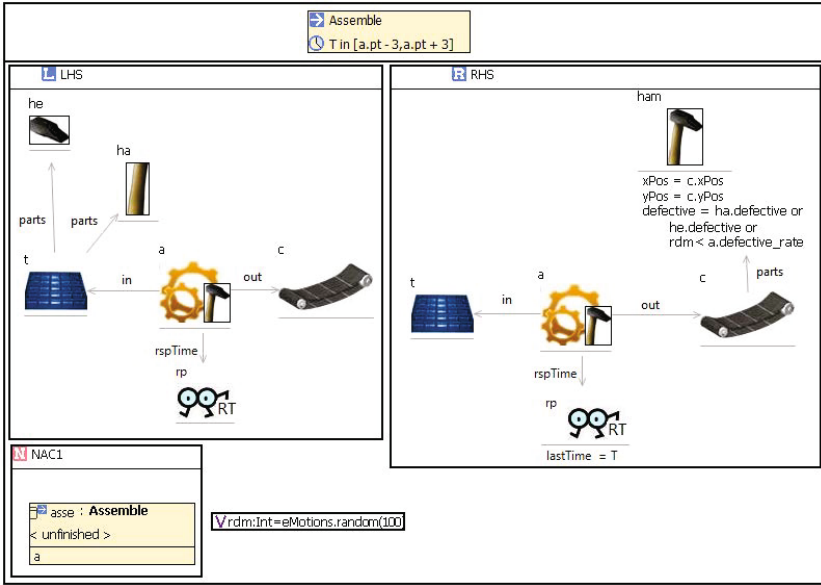 Assemble
T in [a.pt - 3,a.pt + 3]
L LHS
he
ha
parts
parts
t
a
c
in
out
rspTime
rp
RT
R RHS
ham
xPos = c.xPos
yPos = c.yPos
defective = ha.defective or
he.defective or
rdm < a.defective_rate
parts
t
a
c
in
out
rspTime
rp
RT
lastTime = T
N NAC1
asse : Assemble
< unfinished >
a
V rdm:Int=eMotions.random(100)